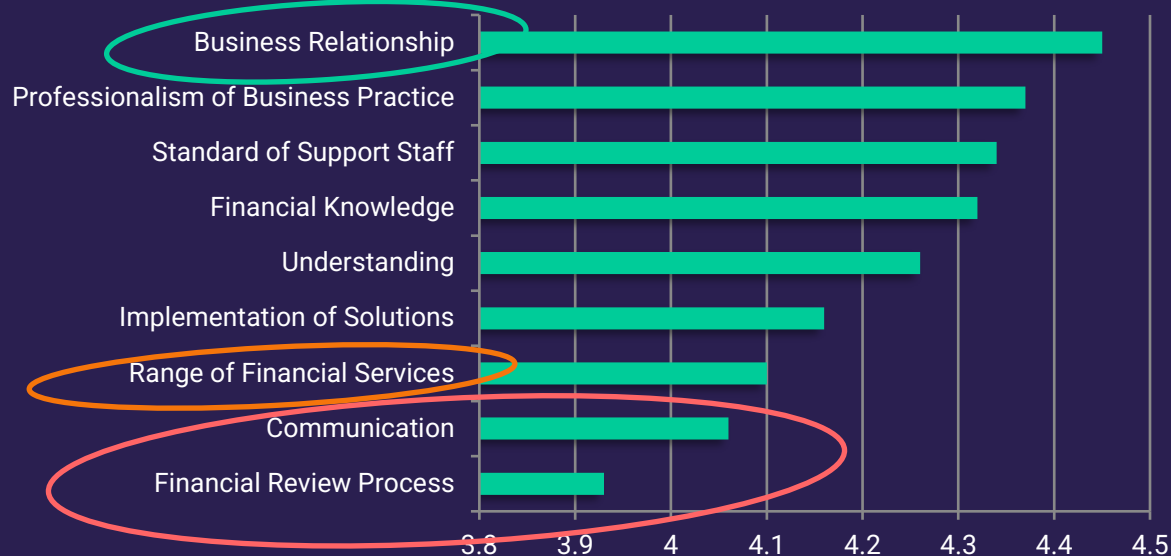 Business Relationship
Professionalism of Business Practice
Standard of Support Staff
Financial Knowledge
Understanding
Implementation of Solutions
Range of Financial Services
Communication
Financial Review Process
3.8 3.9 4 4.1 4.2 4.3 4.4 4.5